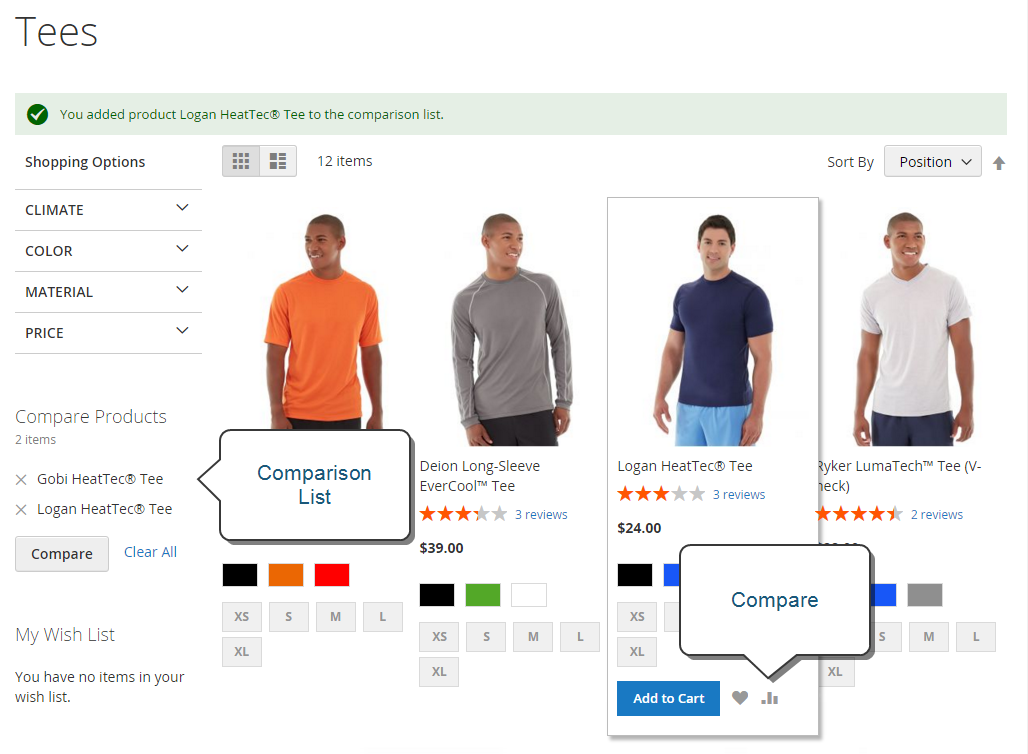 Tees
You added product Logan HeatTec® Tee to the comparison list.
Shopping Options
12 items
Sort By
Position
CLIMATE
COLOR
MATERIAL
PRICE
Compare Products
2 items
Gobi HeatTec® Tee
Logan HeatTec® Tee
Compare
Clear All
My Wish List
You have no items in your
wish list.
Comparison
List
XS S M L
XL
Deion Long-Sleeve
EverCool™ Tee
3 reviews
$39.00
XS S M L
XL
Logan HeatTec® Tee
3 reviews
$24.00
XS
XL
Compare
Add to Cart
Ryker LumaTech™ Tee (V-
neck)
2 reviews
S M L
XL